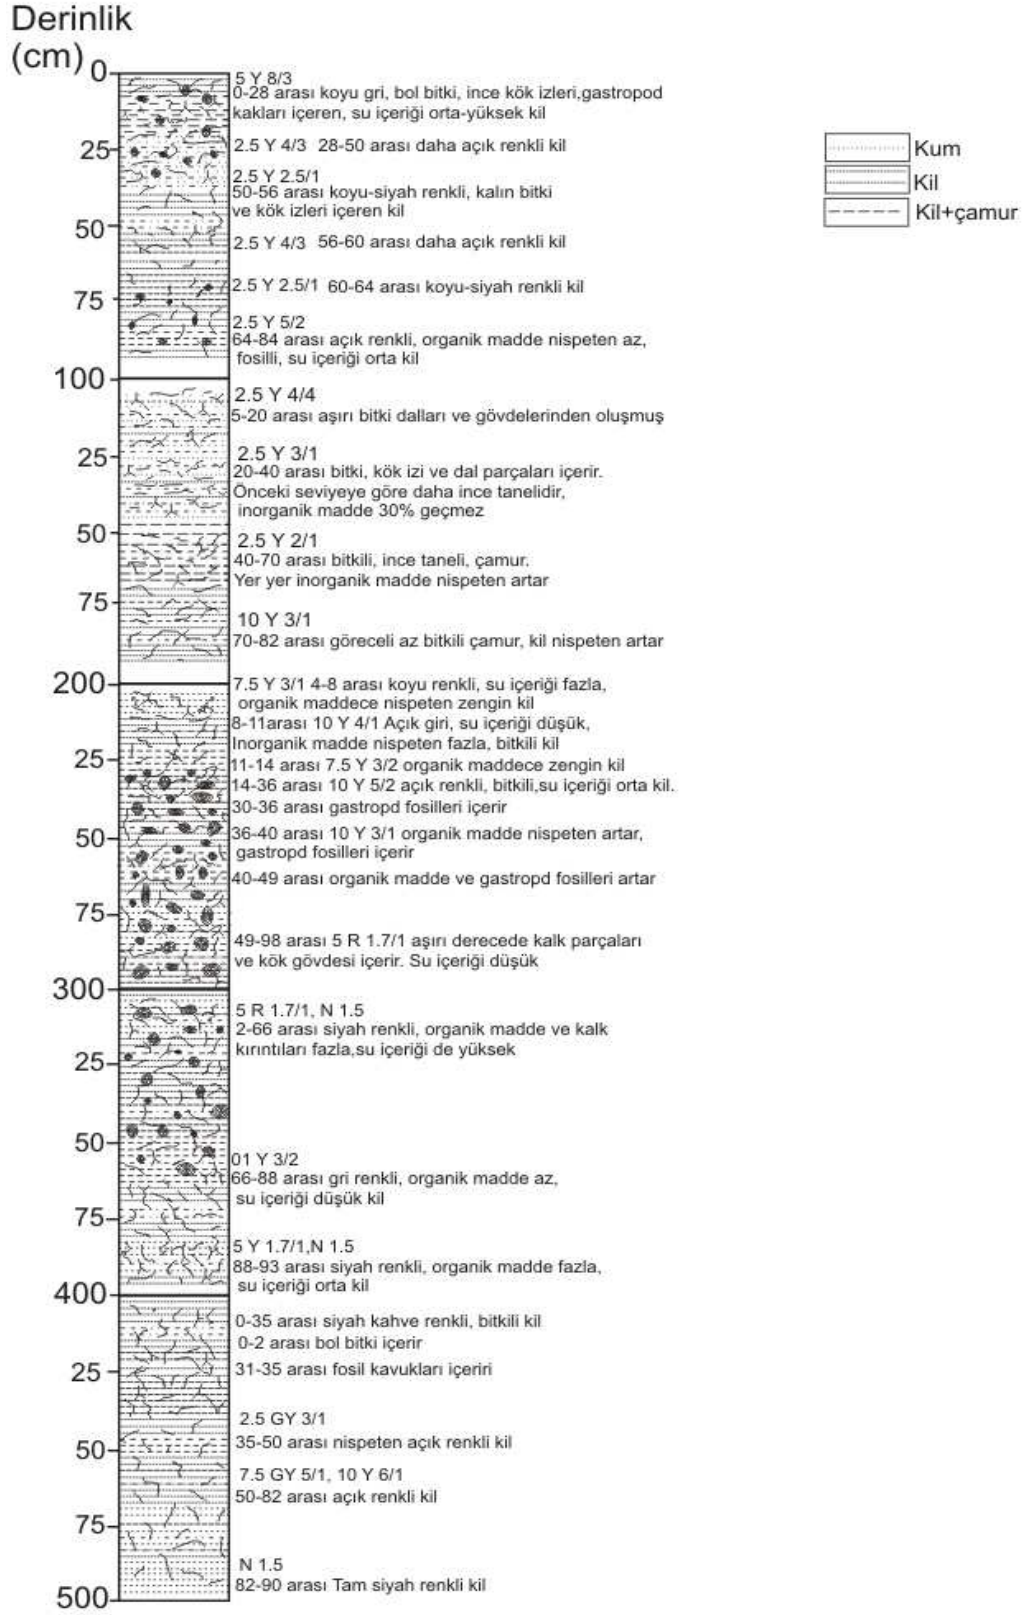 Derinlik
(cm)
0
5 Y 8/3
0-28 arası koyu gri, bol bitki, ince kök izleri,gastropod
kakları içeren, su içeriği orta-yüksek kil
25
2.5 Y 4/3 28-50 arası daha açık renkli kil
2.5 Y 2.5/1
50-56 arası koyu-siyah renkli, kalın bitki
ve kök izleri içeren kil
50
2.5 Y 4/3 56-60 arası daha açık renkli kil
75
2.5 Y 2.5/1 60-64 arası koyu-siyah renkli kil
2.5 Y 5/2
64-84 arası açık renkli, organik madde nispeten az,
fosilli, su içeriği orta kil
100
2.5 Y 4/4
5-20 arası aşırı bitki dalları ve gövdelerinden oluşmuş
25
2.5 Y 3/1
20-40 arası bitki, kök izi ve dal parçaları içerir.
Önceki seviyeye göre daha ince tanelidir,
inorganik madde 30% geçmez
50
2.5 Y 2/1
40-70 arası bitkili, ince taneli, çamur.
Yer yer inorganik madde nispeten artar
75
10 Y 3/1
70-82 arası göreceli az bitkili çamur, kil nispeten artar
200
7.5 Y 3/1 4-8 arası koyu renkli, su içeriği fazla,
organik maddece nispeten zengin kil
8-11arası 10 Y 4/1 Açık giri, su içeriği düşük,
Inorganik madde nispeten fazla, bitkili kil
25
11-14 arası 7.5 Y 3/2 organik maddece zengin kil
14-36 arası 10 Y 5/2 açık renkli, bitkili,su içeriği orta kil.
30-36 arası gastropd fosilleri içerir
50
36-40 arası 10 Y 3/1 organik madde nispeten artar,
gastropd fosilleri içerir
40-49 arası organik madde ve gastropd fosilleri artar
75
49-98 arası 5 R 1.7/1 aşırı derecede kalk parçaları
ve kök gövdesi içerir. Su içeriği düşük
300
5 R 1.7/1, N 1.5
2-66 arası siyah renkli, organik madde ve kalk
kırıntıları fazla,su içeriği de yüksek
25
50
01 Y 3/2
66-88 arası gri renkli, organik madde az,
su içeriği düşük kil
75
5 Y 1.7/1,N 1.5
88-93 arası siyah renkli, organik madde fazla,
su içeriği orta kil
400
0-35 arası siyah kahve renkli, bitkili kil
0-2 arası bol bitki içerir
25
31-35 arası fosil kavukları içeriri
2.5 GY 3/1
35-50 arası nispeten açık renkli kil
50
7.5 GY 5/1, 10 Y 6/1
50-82 arası açık renkli kil
75
N 1.5
82-90 arası Tam siyah renkli kil
500
Kum
Kil
Kil+çamur